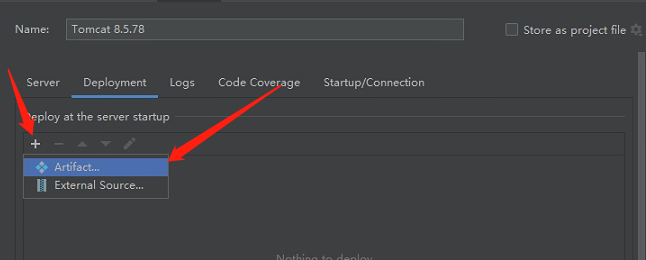 Name: Tomcat 8.5.78 Store as project file
Server Deployment Logs Code Coverage Startup/Connection
Deploy at the server startup
Artifact...
External Source...
Nothing to deploy